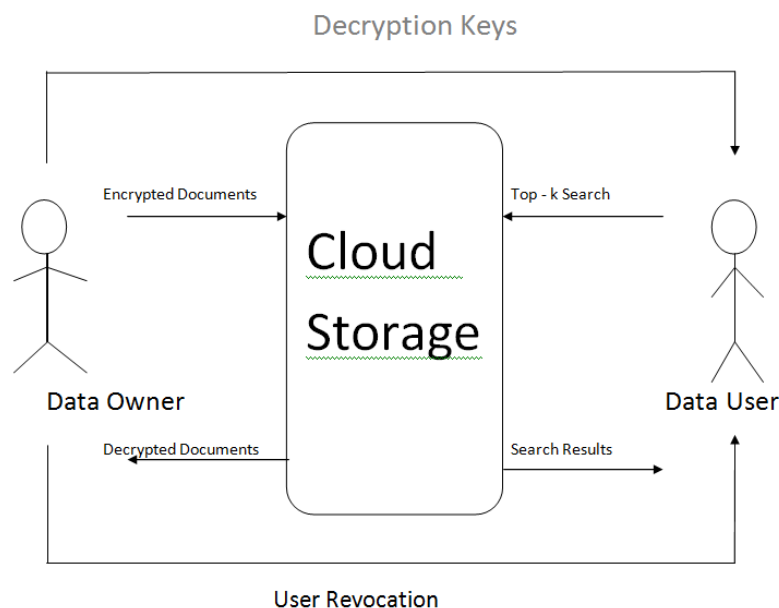 Decryption Keys
Encrypted Documents
Top - k Search
Cloud
Storage
Data Owner
Data User
Decrypted Documents
Search Results
User Revocation